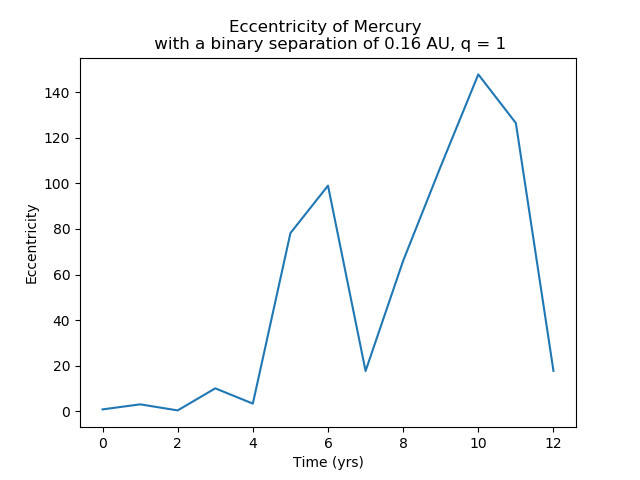 Eccentricity of Mercury
with a binary separation of 0.16 AU, q = 1
Eccentricity
140
120
100
80
60
40
20
0
0 2 4 6 8 10 12
Time (yrs)